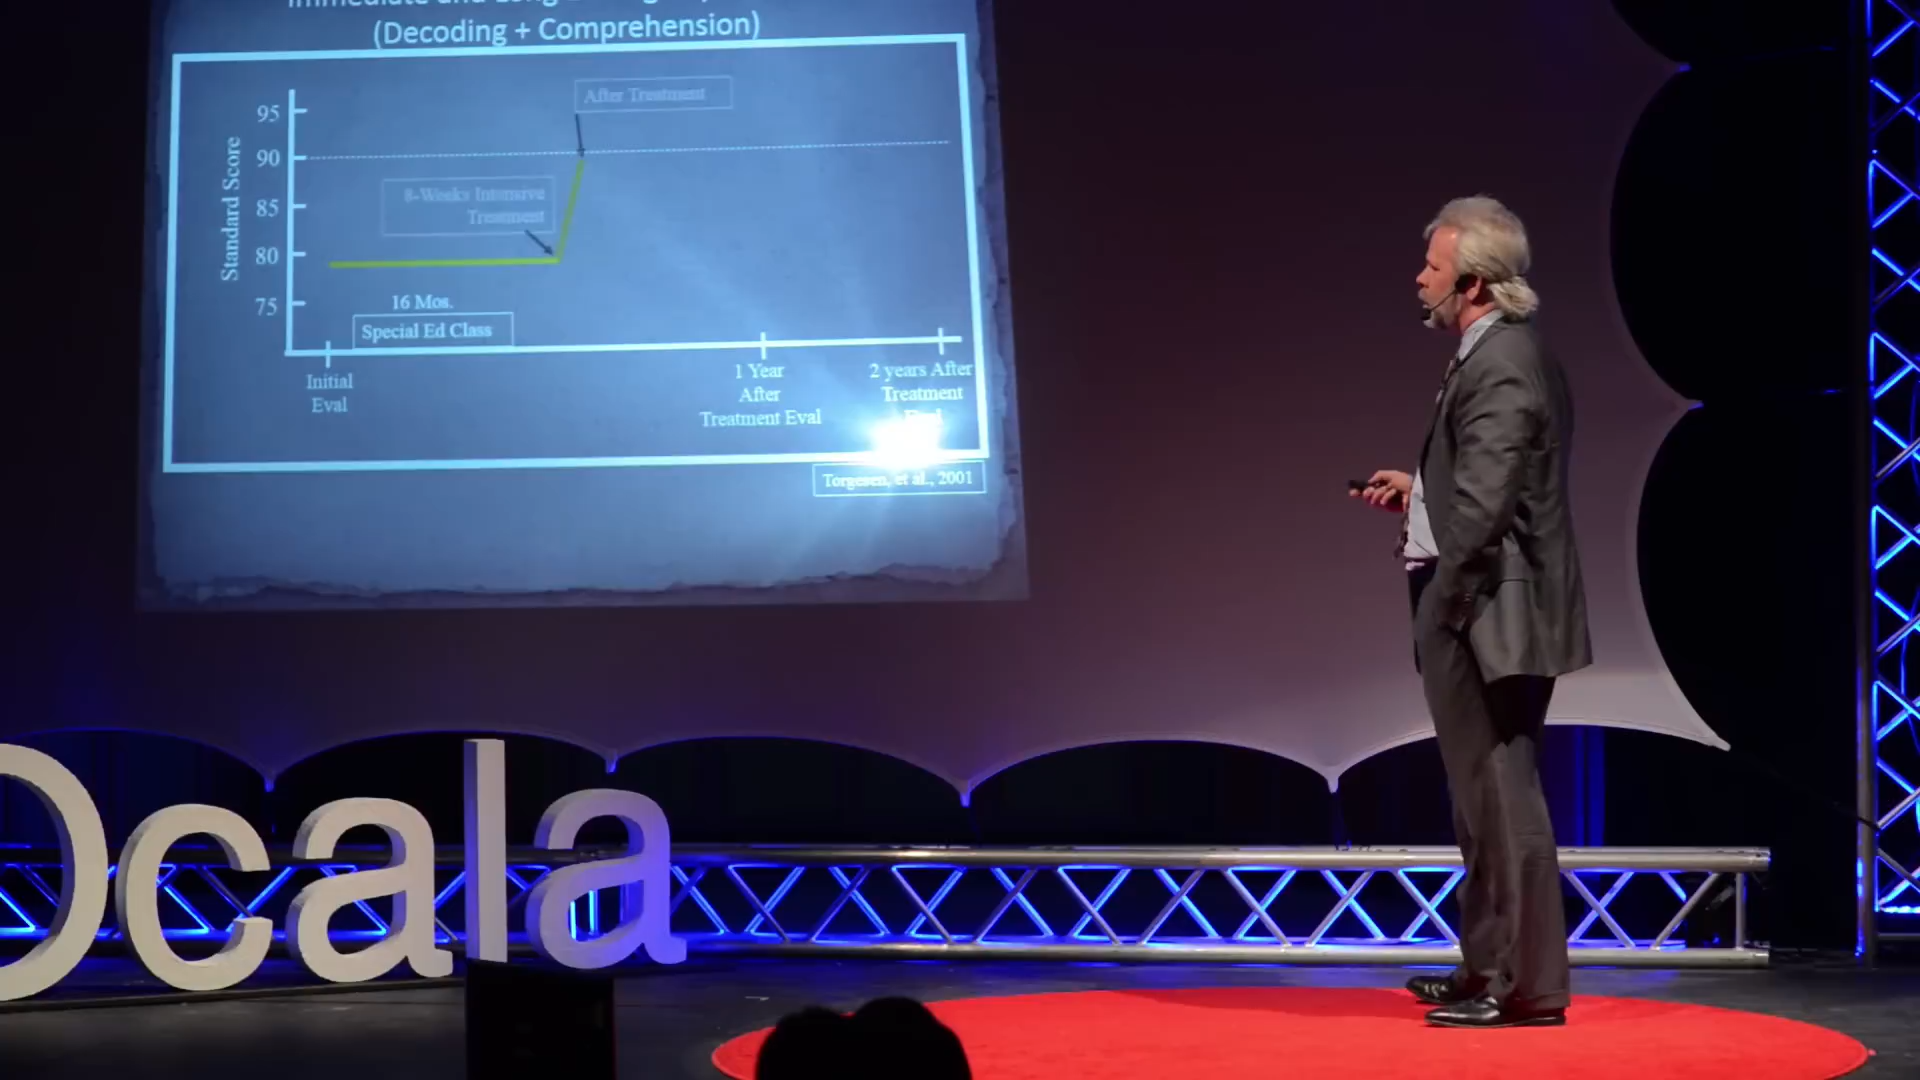 (Decoding + Comprehension)
After Treatment
95
90
85
80
75
Standard Score
8-Weeks Intensive
Treatment
16 Mos.
Special Ed Class
Initial
Eval
1 Year
After
Treatment Eval
2 years After
Treatment
Eval
Torgesen, et al., 2001
Ocala